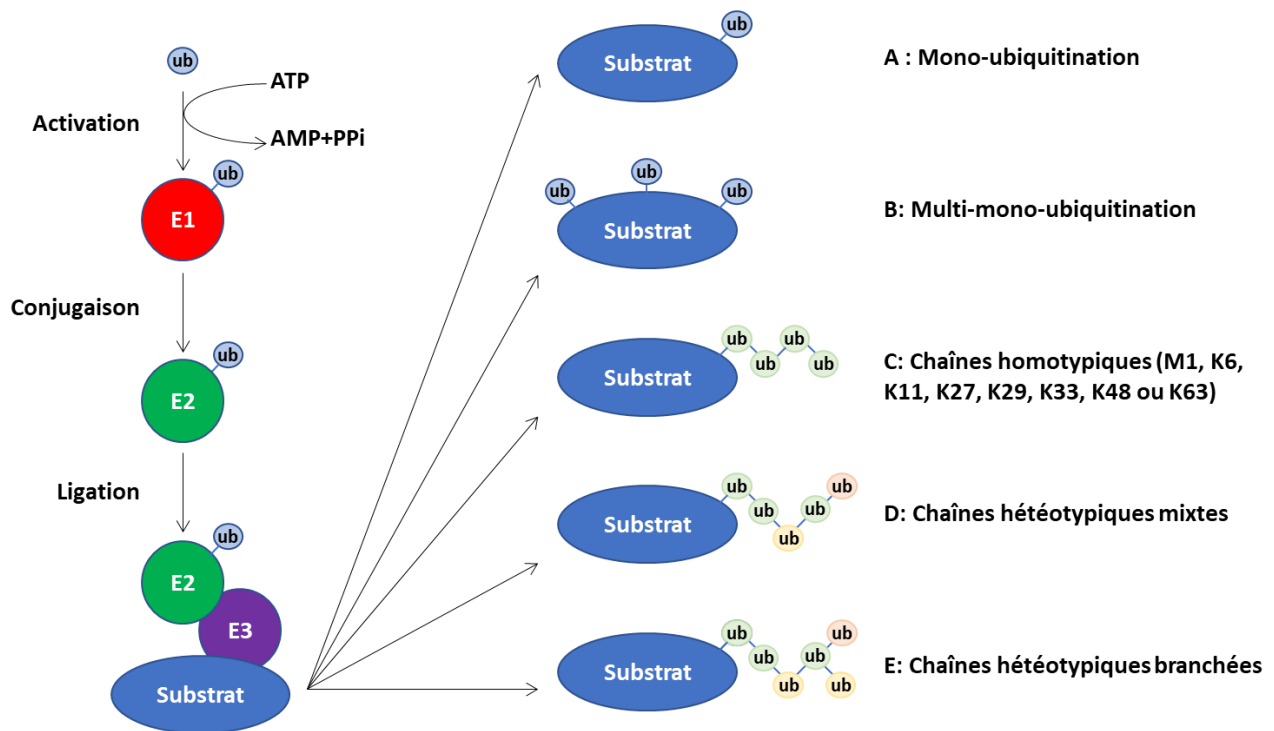 ub
ATP
Activation
AMP+PPi
ub
E1
Conjugaison
ub
E2
Ligation
ub
E2
E3
Substrat
ub
Substrat
A : Mono-ubiquitination
ub
ub
ub
Substrat
B: Multi-mono-ubiquitination
ub
ub
ub
ub
ub
Substrat
C: Chaînes homotypiques (M1, K6,
K11, K27, K29, K33, K48 ou K63)
ub
ub
ub
ub
ub
Substrat
D: Chaînes hétéotypiques mixtes
ub
ub
ub
ub
ub
ub
Substrat
E: Chaînes hétéotypiques branchées